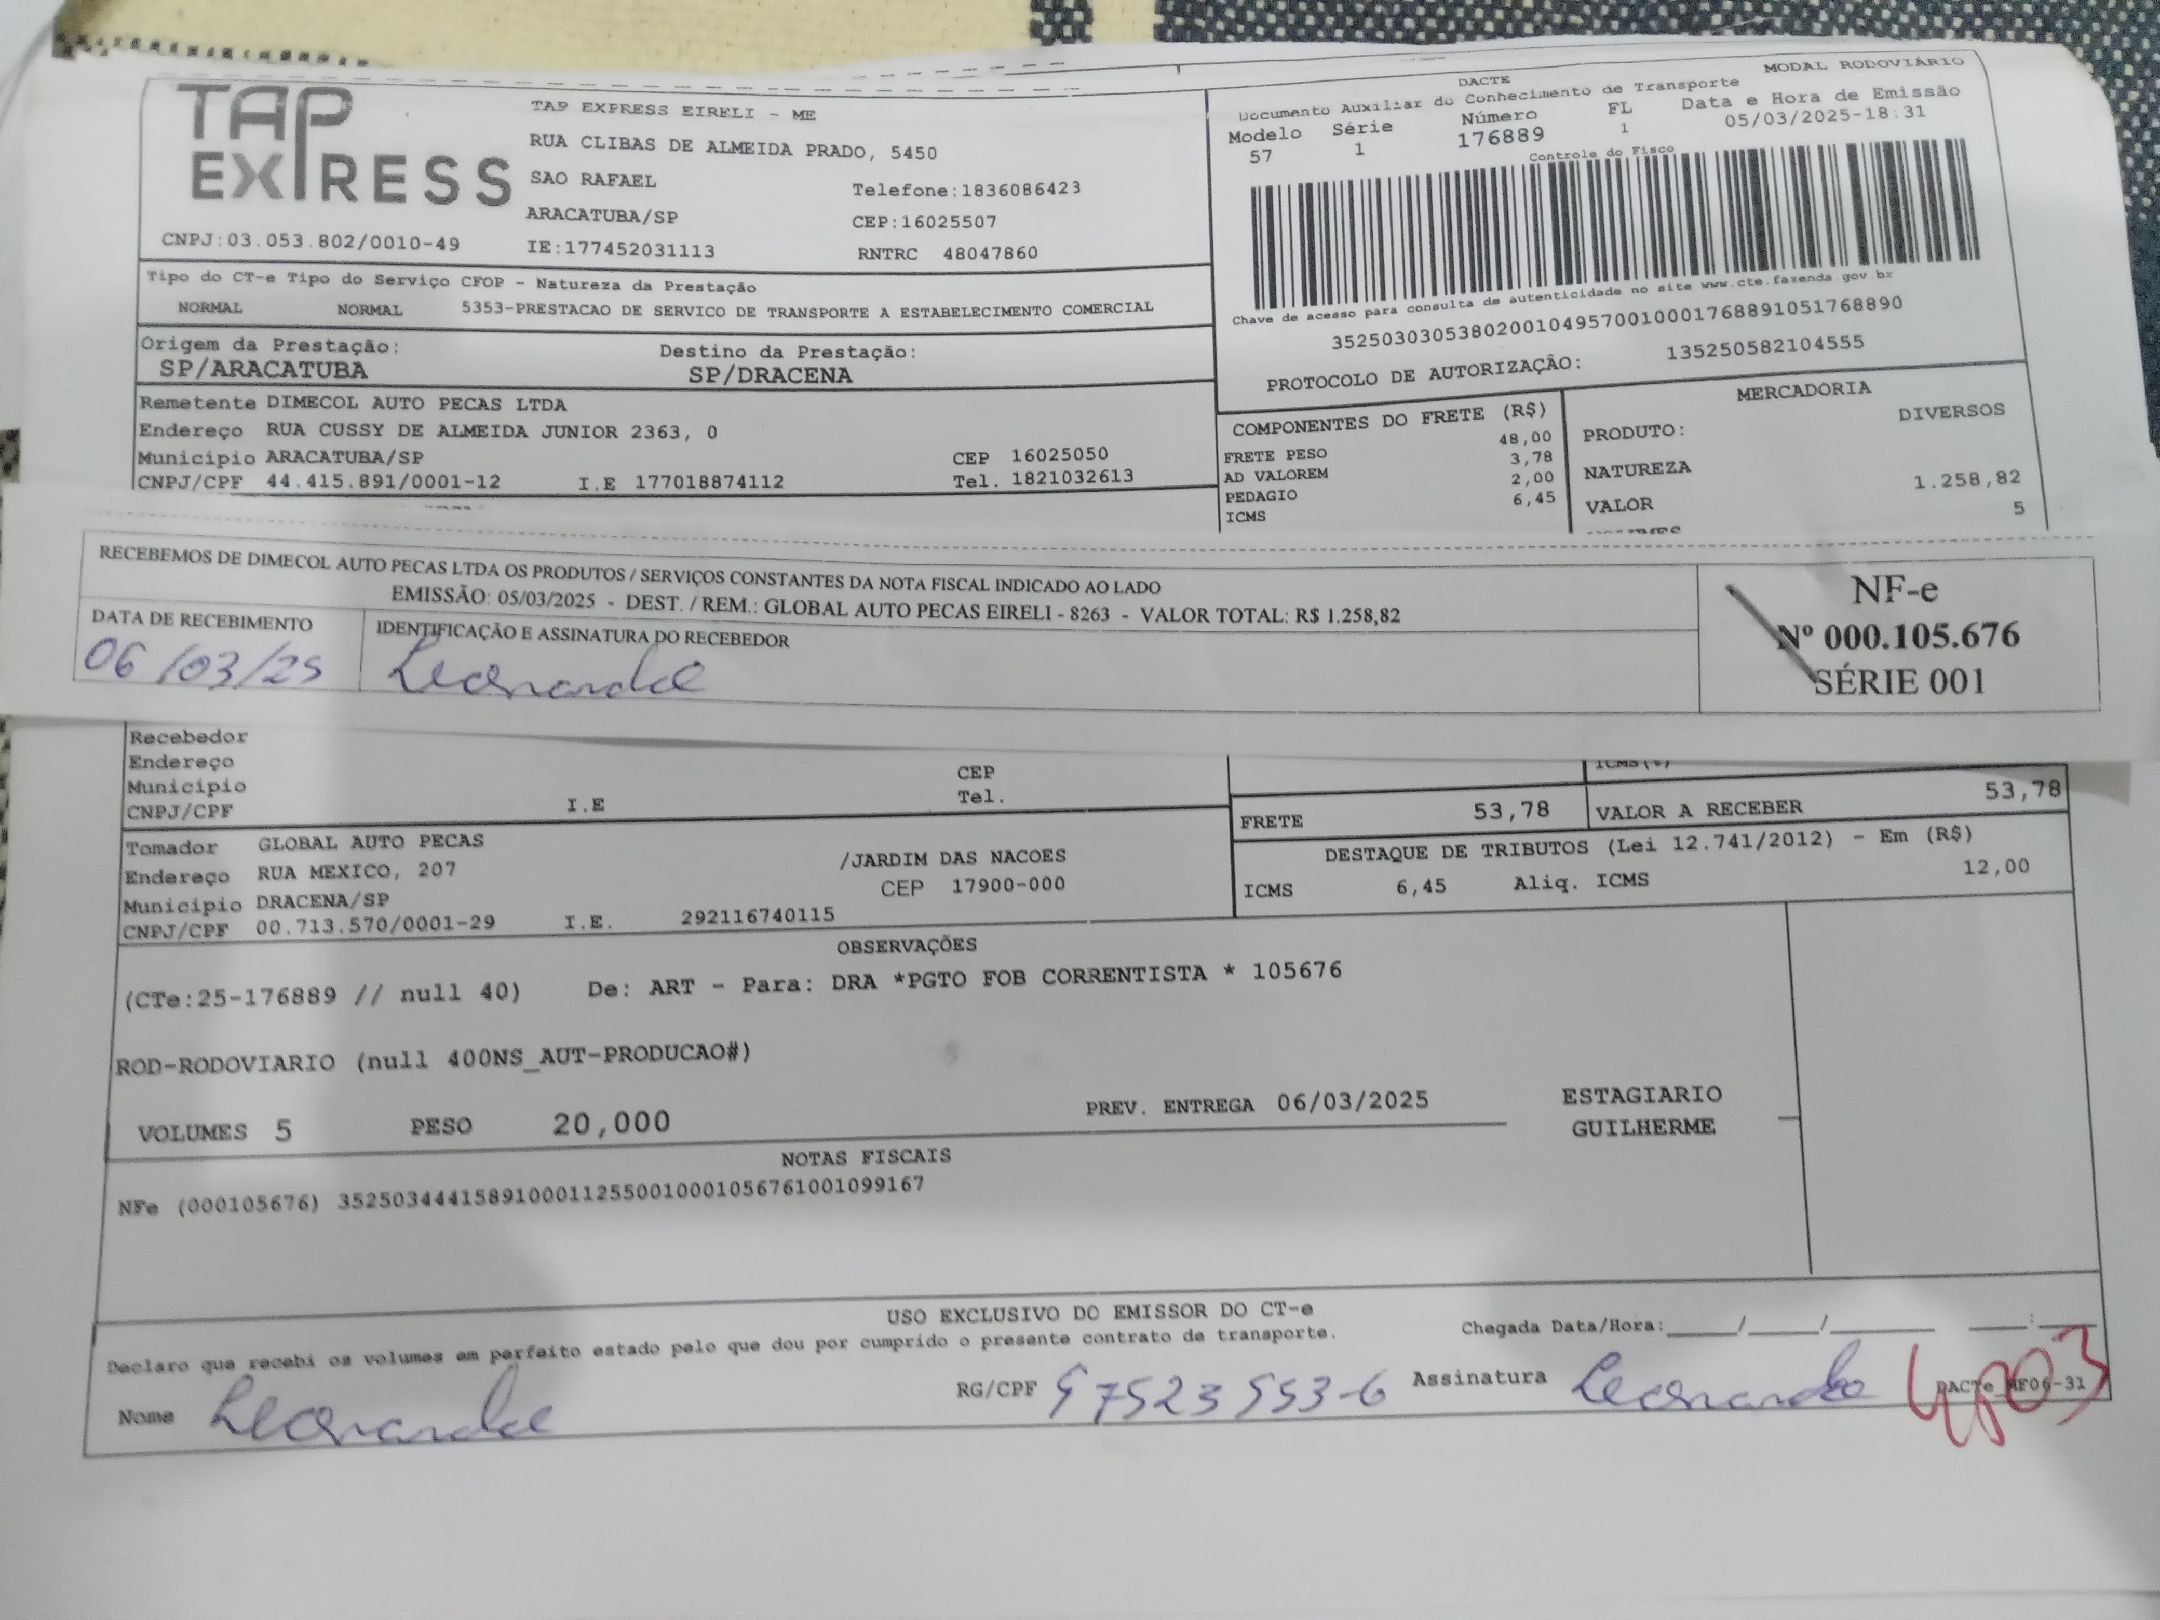 TAP EXPRESS
TAP EXPRESS EIRELI - ME
RUA CLIBAS DE ALMEIDA PRADO, 5450
SAO RAFAEL
Telefone:1836086423
ARACATUBA/SP
CEP:16025507
CNPJ:03.053.802/0010-49
IE:177452031113
RNTRC 48047860
DACTE
MODAL RODOVIÁRIO
Documento Auxiliar do Conhecimento de Transporte
Modelo Série Número FL Data e Hora de Emissão
57 1 176889 1 05/03/2025-18:31
Controle do Fisco
Chave de acesso para consulta de autenticidade no site www.cte.fazenda.gov.br
35250303053802001049570010001768891051768890
PROTOCOLO DE AUTORIZAÇÃO: 135250582104555
Tipo do CT-e Tipo do Serviço CFOP - Natureza da Prestação
NORMAL NORMAL 5353-PRESTACAO DE SERVICO DE TRANSPORTE A ESTABELECIMENTO COMERCIAL
Origem da Prestação: Destino da Prestação:
SP/ARACATUBA SP/DRACENA
Remetente DIMECOL AUTO PECAS LTDA
Endereço RUA CUSSY DE ALMEIDA JUNIOR 2363, 0
Município ARACATUBA/SP CEP 16025050
CNPJ/CPF 44.415.891/0001-12 I.E 177018874112 Tel. 1821032613
COMPONENTES DO FRETE (R$)
FRETE PESO 48,00
AD VALOREM 3,78
PEDAGIO 2,00
ICMS 6,45
MERCADORIA
PRODUTO: DIVERSOS
NATUREZA
VALOR 1.258,82
5
RECEBEMOS DE DIMECOL AUTO PECAS LTDA OS PRODUTOS / SERVIÇOS CONSTANTES DA NOTA FISCAL INDICADO AO LADO
EMISSÃO: 05/03/2025 - DEST. / REM.: GLOBAL AUTO PECAS EIRELI - 8263 - VALOR TOTAL: R$ 1.258,82
DATA DE RECEBIMENTO
06/03/25
IDENTIFICAÇÃO E ASSINATURA DO RECEBEDOR
NF-e
Nº 000.105.676
SÉRIE 001
Recebedor
Endereço
Município CEP
CNPJ/CPF I.E Tel.
ICMS(%)
FRETE 53,78 VALOR A RECEBER 53,78
Tomador GLOBAL AUTO PECAS
Endereço RUA MEXICO, 207 /JARDIM DAS NACOES
Município DRACENA/SP CEP 17900-000
CNPJ/CPF 00.713.570/0001-29 I.E. 292116740115
DESTAQUE DE TRIBUTOS (Lei 12.741/2012) - Em (R$)
ICMS 6,45 Aliq. ICMS 12,00
OBSERVAÇÕES
(CTe:25-176889 // null 40) De: ART - Para: DRA *PGTO FOB CORRENTISTA * 105676
ROD-RODOVIARIO (null 400NS_AUT-PRODUCAO#)
VOLUMES 5 PESO 20,000 PREV. ENTREGA 06/03/2025
ESTAGIARIO
GUILHERME
NOTAS FISCAIS
NFe (000105676) 35250344415891000112550010001056761001099167
USO EXCLUSIVO DO EMISSOR DO CT-e
Declaro que recebi os volumes em perfeito estado pelo que dou por cumprido o presente contrato de transporte.
Chegada Data/Hora:_____/_____/_______ ___:____
Nome
RG/CPF 57523553-6
Assinatura